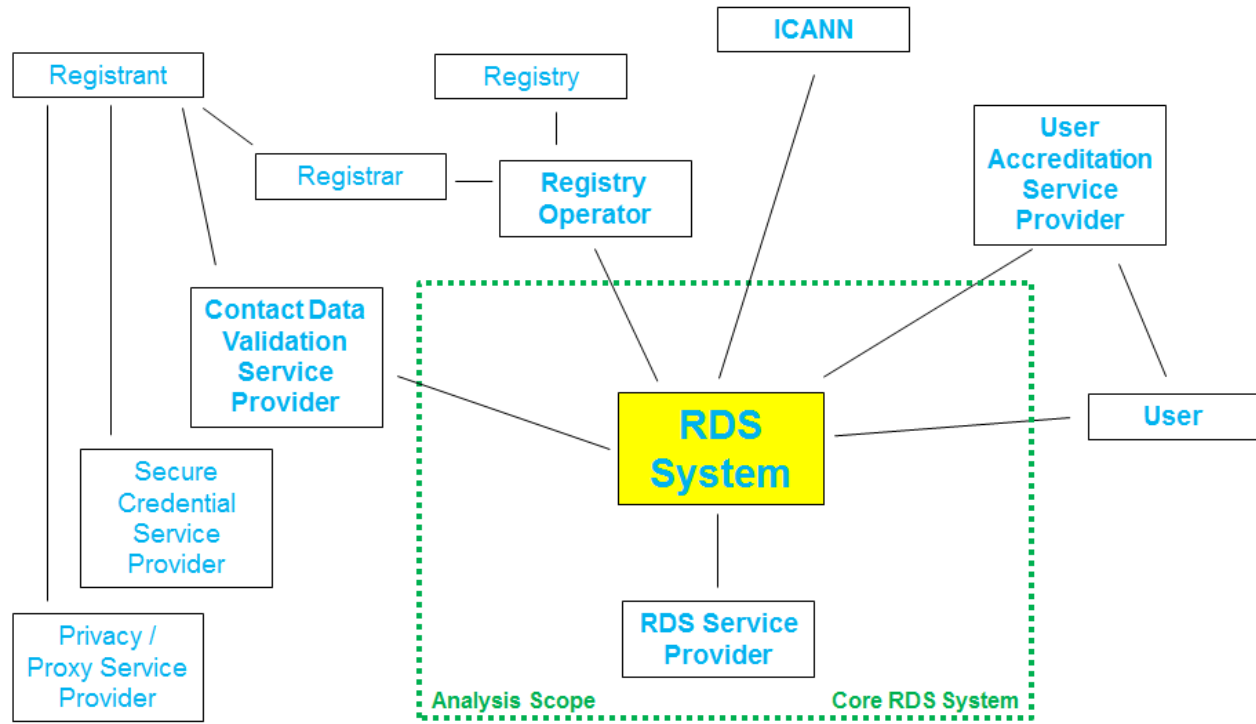 ICANN
Registrant
Registry
User
Accreditation
Service
Provider
Registrar
Registry
Operator
Contact Data
Validation
Service
Provider
RDS
System
User
Secure
Credential
Service
Provider
RDS Service
Provider
Privacy /
Proxy Service
Provider
Analysis Scope
Core RDS System